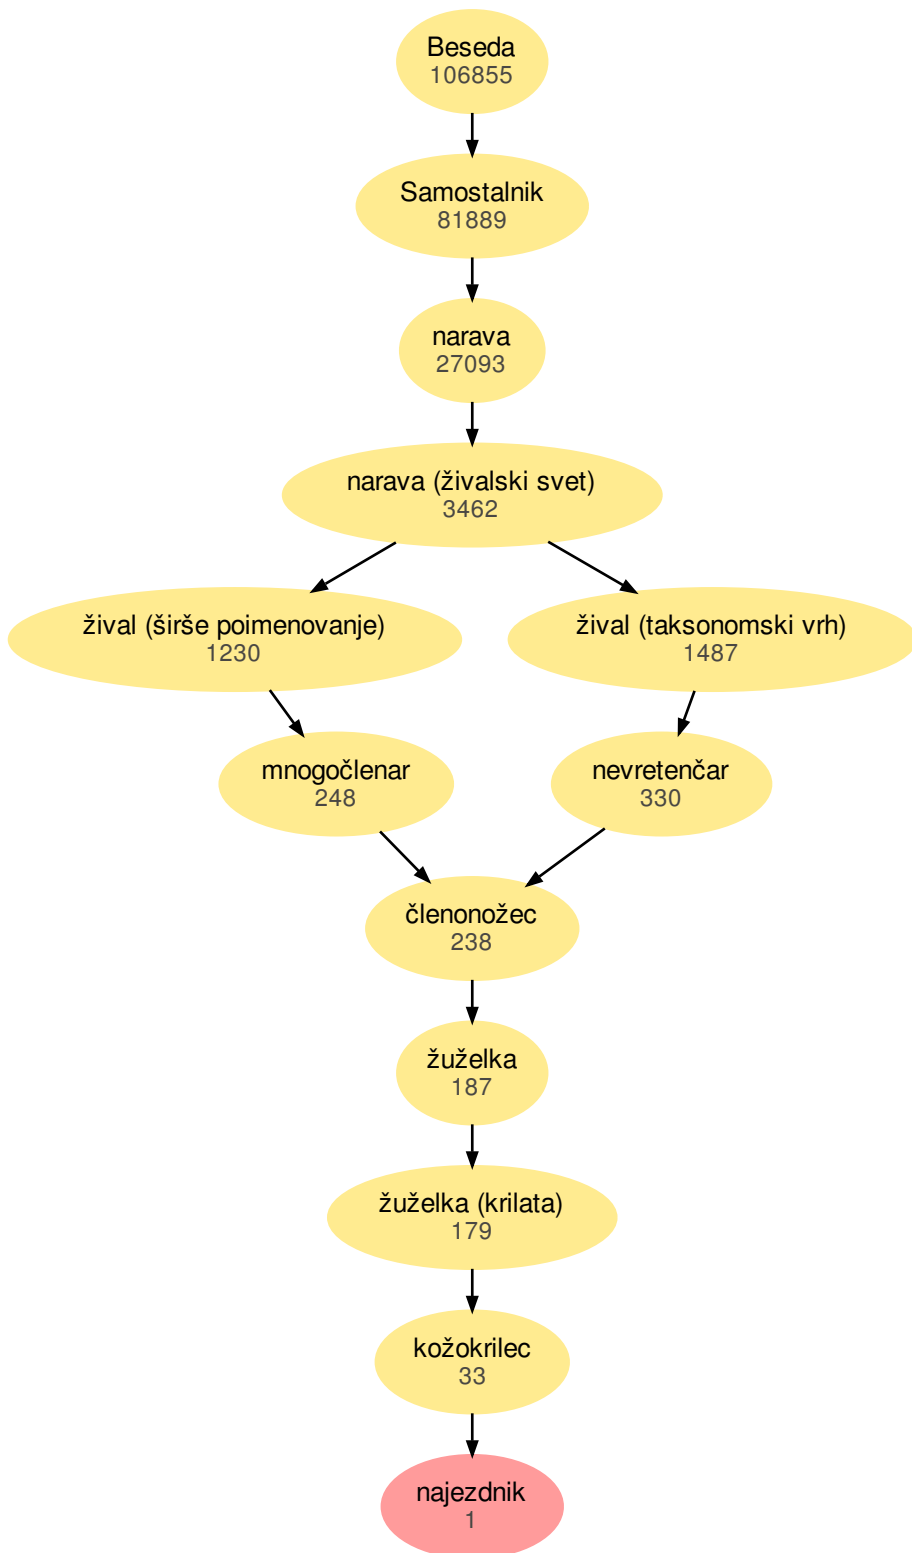 Beseda
106855
Samostalnik
81889
narava
27093
narava (živalski svet)
3462
žival (širše poimenovanje)
1230
žival (taksonomski vrh)
1487
mnogočlenar
248
nevretenčar
330
členonožec
238
žuželka
187
žuželka (krilata)
179
kožokrilec
33
najezdnik
1